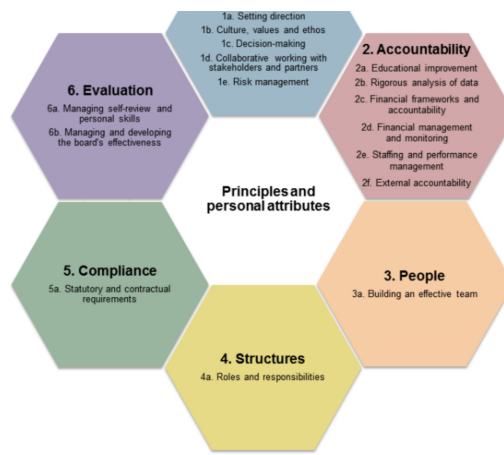 1a. Setting direction
1b. Culture, values and ethos
1c. Decision-making
1d. Collaborative working with
stakeholders and partners
1e. Risk management
2. Accountability
2a. Educational improvement
2b. Rigorous analysis of data
2c. Financial frameworks and
accountability
2d. Financial management
and monitoring
2e. Staffing and performance
management
2f. External accountability
3. People
3a. Building an effective team
4. Structures
4a. Roles and responsibilities
5. Compliance
5a. Statutory and contractual
requirements
6. Evaluation
6a. Managing self-review and
personal skills
6b. Managing and developing
the board's effectiveness
Principles and
personal attributes